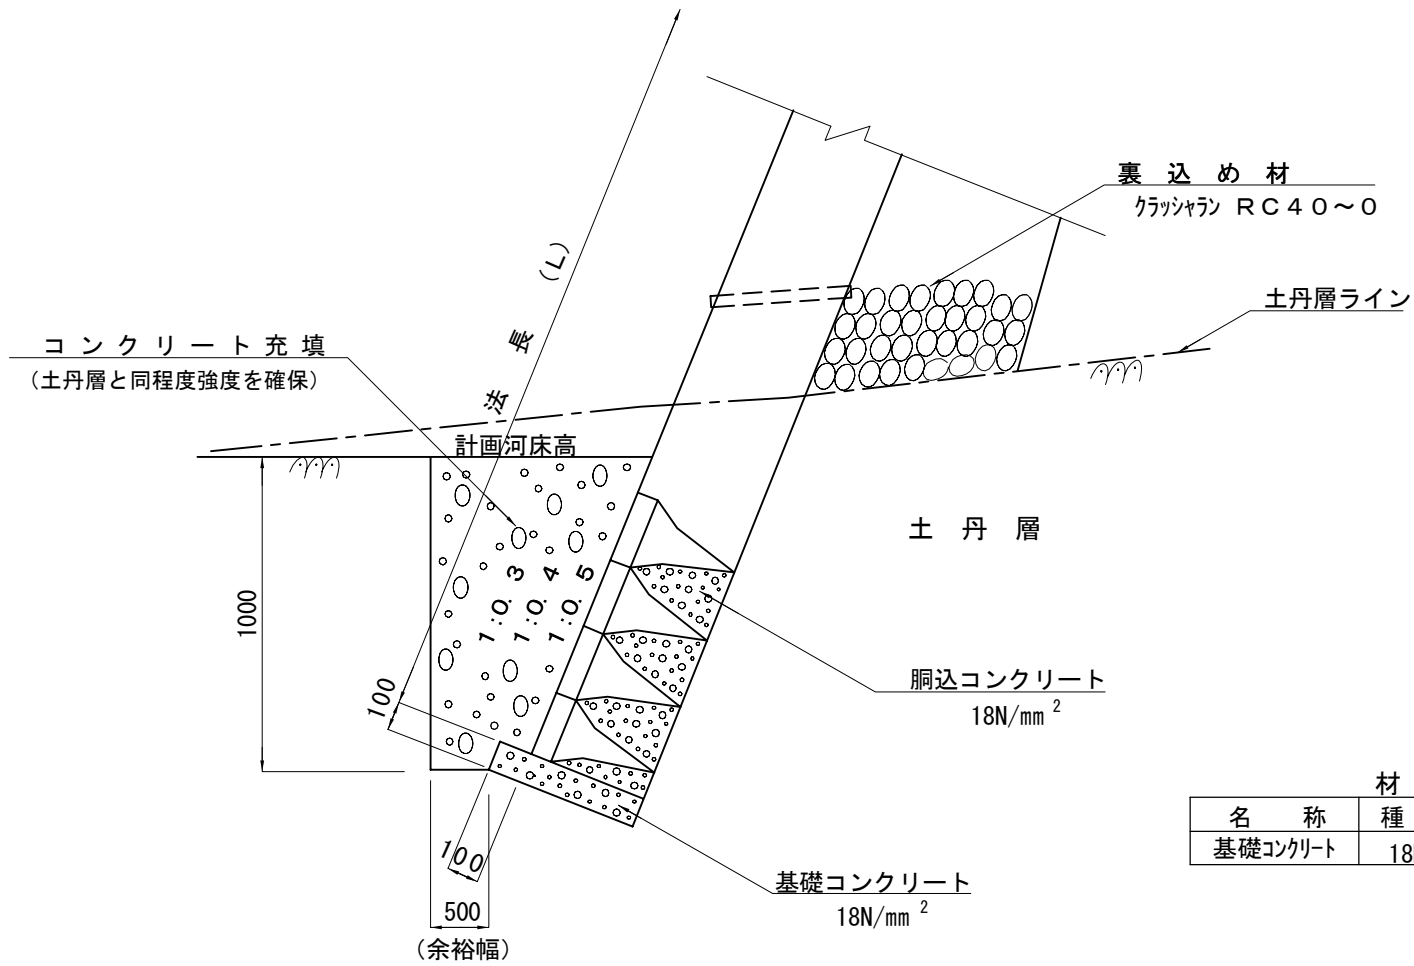 裏込め材
クラッシャラン RC40～0
(L)
土丹層ライン
法長
コンクリート充填
(土丹層と同程度強度を確保)
計画河床高
土丹層
1:0.3
1:0.4
1:0.5
1000
胴込コンクリート
18N/mm²
100
材
名称 種
基礎コンクリート 18
100
基礎コンクリート
18N/mm²
500
(余裕幅)